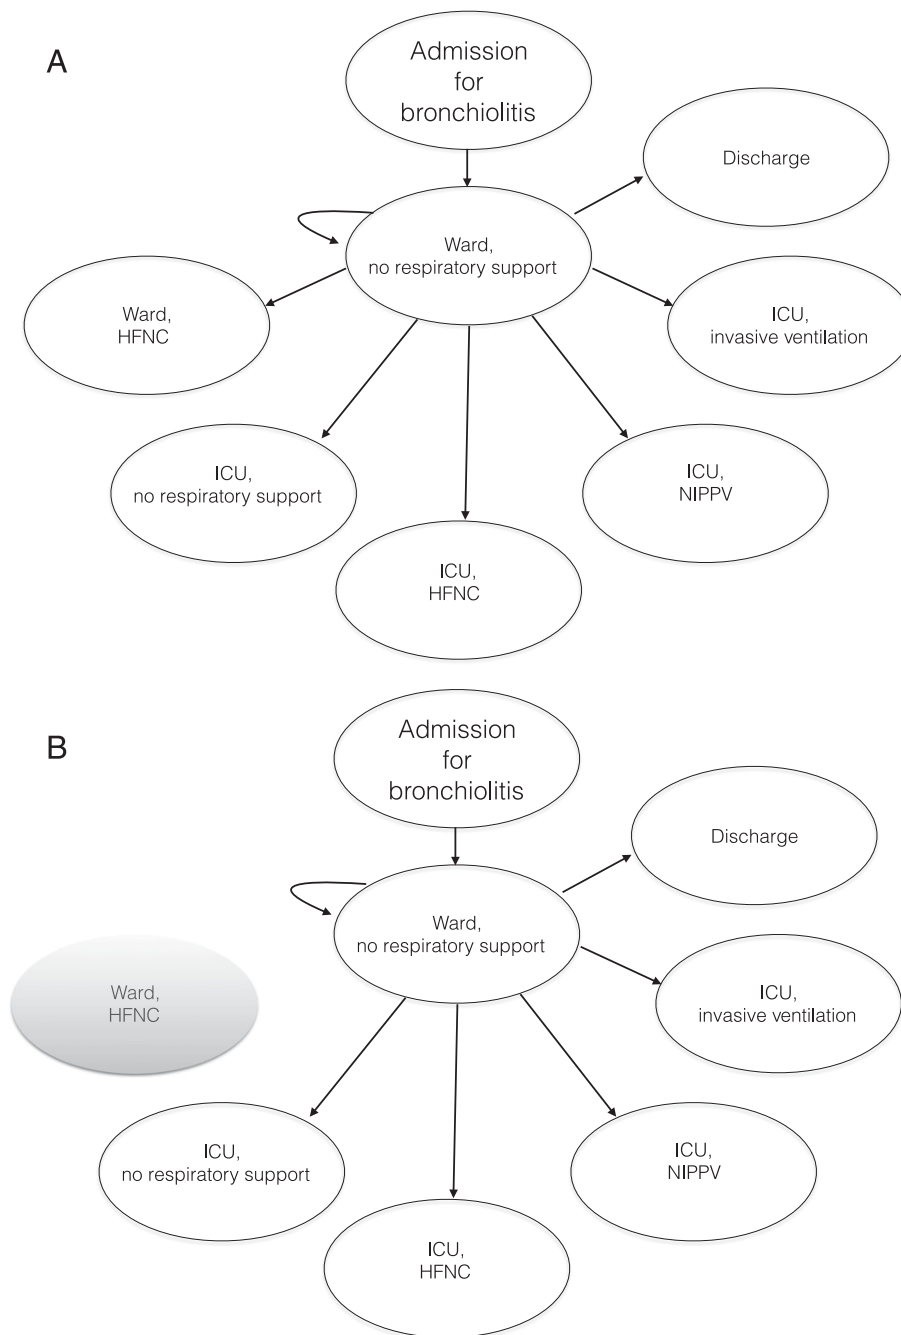 A
Admission
for
bronchiolitis
Discharge
Ward,
no respiratory support
Ward,
HFNC
ICU,
invasive ventilation
ICU,
no respiratory support
ICU,
NIPPV
ICU,
HFNC
B
Admission
for
bronchiolitis
Discharge
Ward,
no respiratory support
Ward,
HFNC
ICU,
invasive ventilation
ICU,
no respiratory support
ICU,
NIPPV
ICU,
HFNC